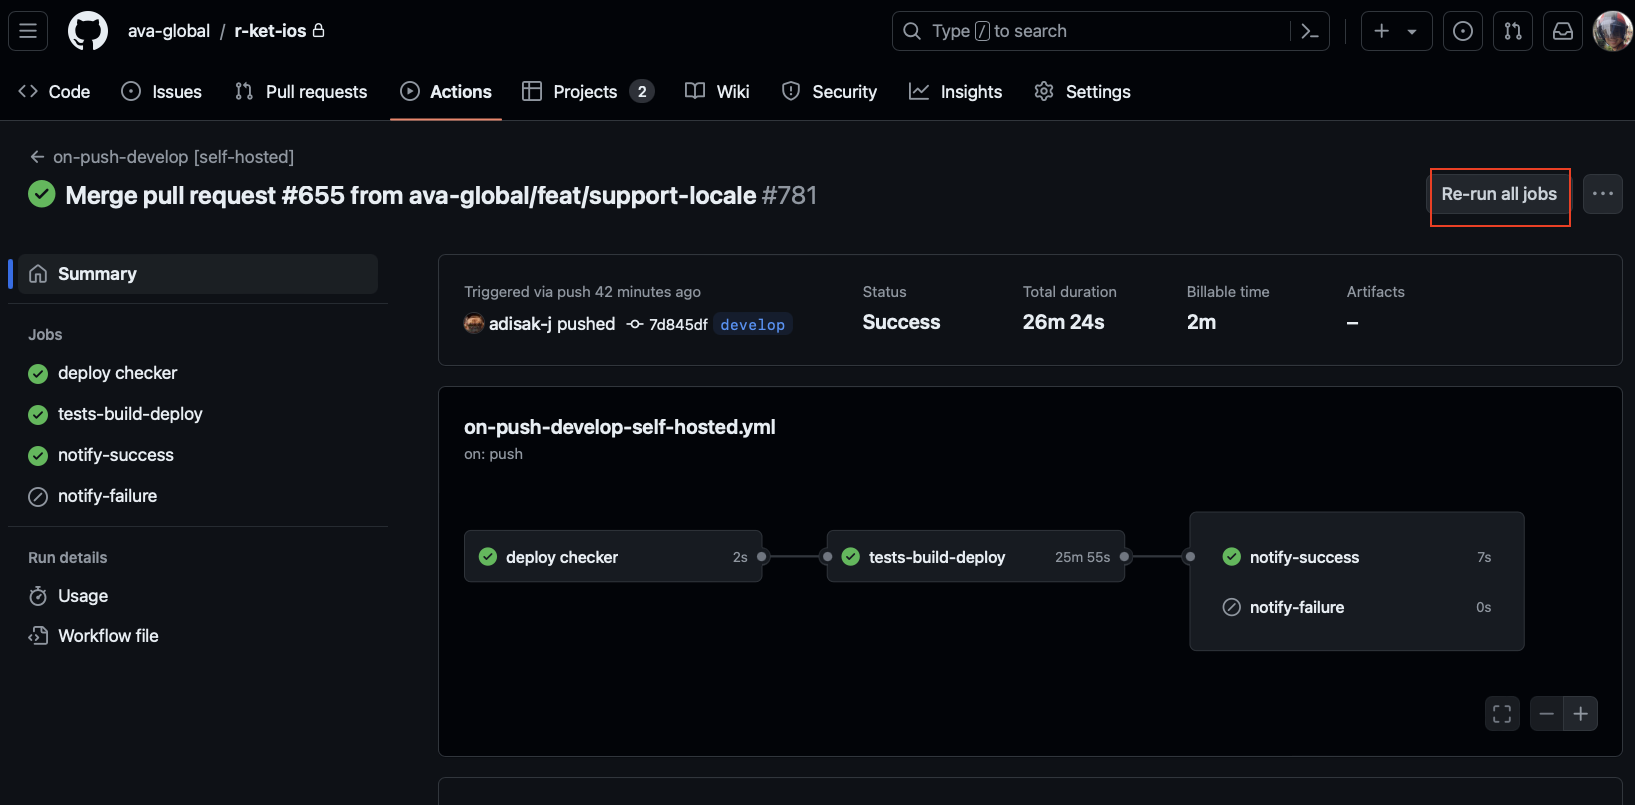 ava-global / r-ket-ios
Type / to search
Code
Issues
Pull requests
Actions
Projects 2
Wiki
Security
Insights
Settings
on-push-develop [self-hosted]
Merge pull request #655 from ava-global/feat/support-locale #781
Re-run all jobs
Summary
Jobs
deploy checker
tests-build-deploy
notify-success
notify-failure
Run details
Usage
Workflow file
Triggered via push 42 minutes ago
adisak-j pushed 7d845df develop
Status
Success
Total duration
26m 24s
Billable time
2m
Artifacts
–
on-push-develop-self-hosted.yml
on: push
deploy checker 2s
tests-build-deploy 25m 55s
notify-success 7s
notify-failure 0s